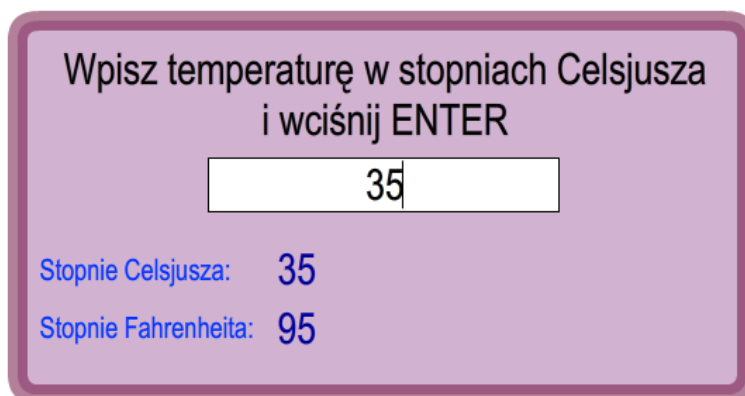 Wpisz temperaturę w stopniach Celsjusza
i wciśnij ENTER
35
Stopnie Celsjusza: 35
Stopnie Fahrenheita: 95